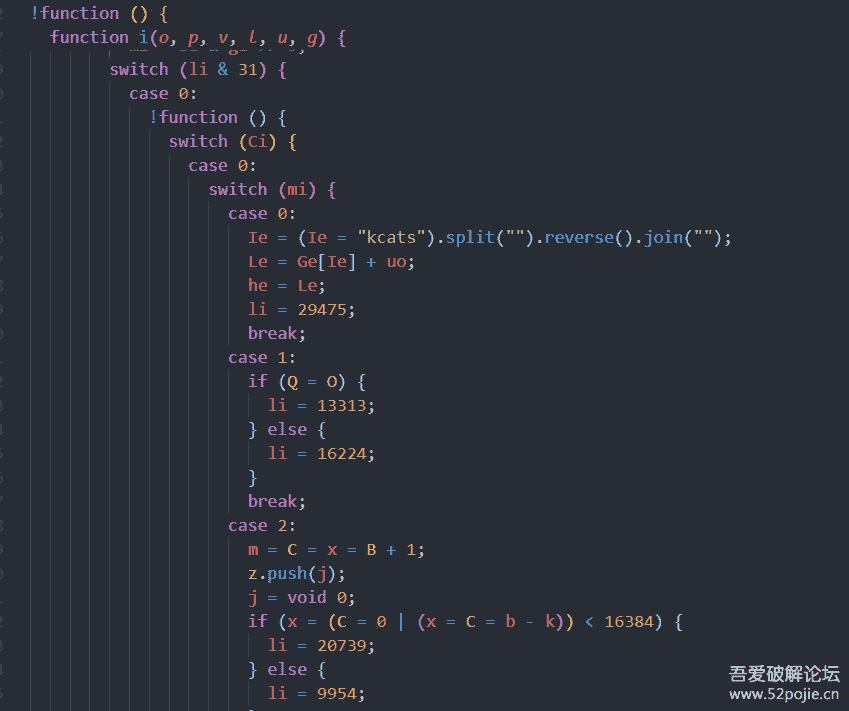 !function () {
function i(o, p, v, l, u, g) {
switch (li & 31) {
case 0:
!function () {
switch (Ci) {
case 0:
switch (mi) {
case 0:
Ie = (Ie = "kcats").split("").reverse().join("");
Le = Ge[Ie] + uo;
he = Le;
li = 29475;
break;
case 1:
if (Q = O) {
li = 13313;
} else {
li = 16224;
}
break;
case 2:
m = C = x = B + 1;
z.push(j);
j = void 0;
if (x = (C = 0 | (x = C = b - k)) < 16384) {
li = 20739;
} else {
li = 9954;
吾爱破解论坛
www.52pojie.cn